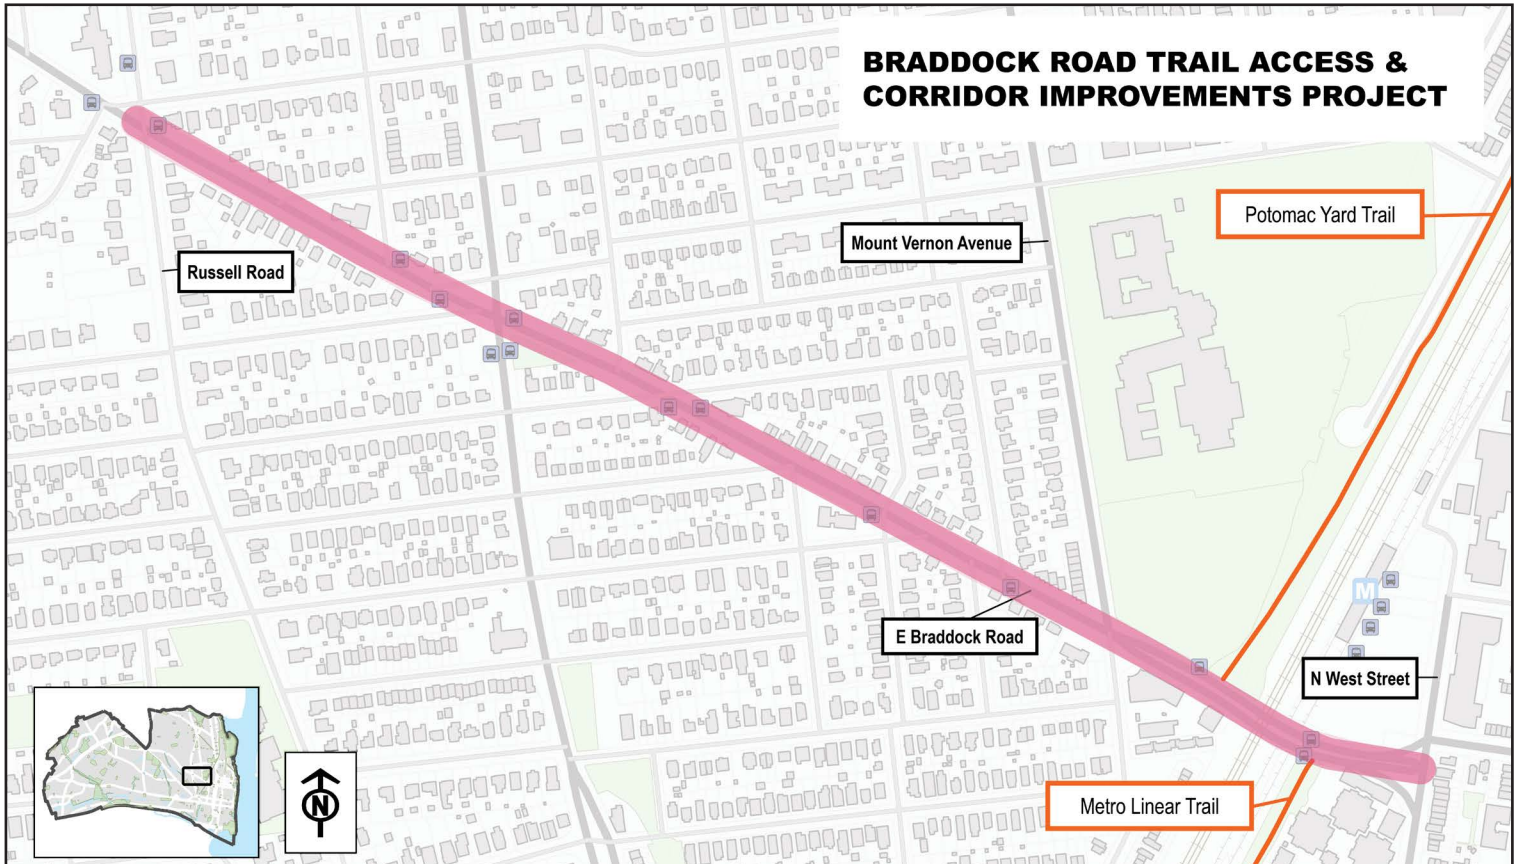 BRADDOCK ROAD TRAIL ACCESS &
CORRIDOR IMPROVEMENTS PROJECT
Potomac Yard Trail
Mount Vernon Avenue
Russell Road
M
E Braddock Road
N West Street
N
Metro Linear Trail